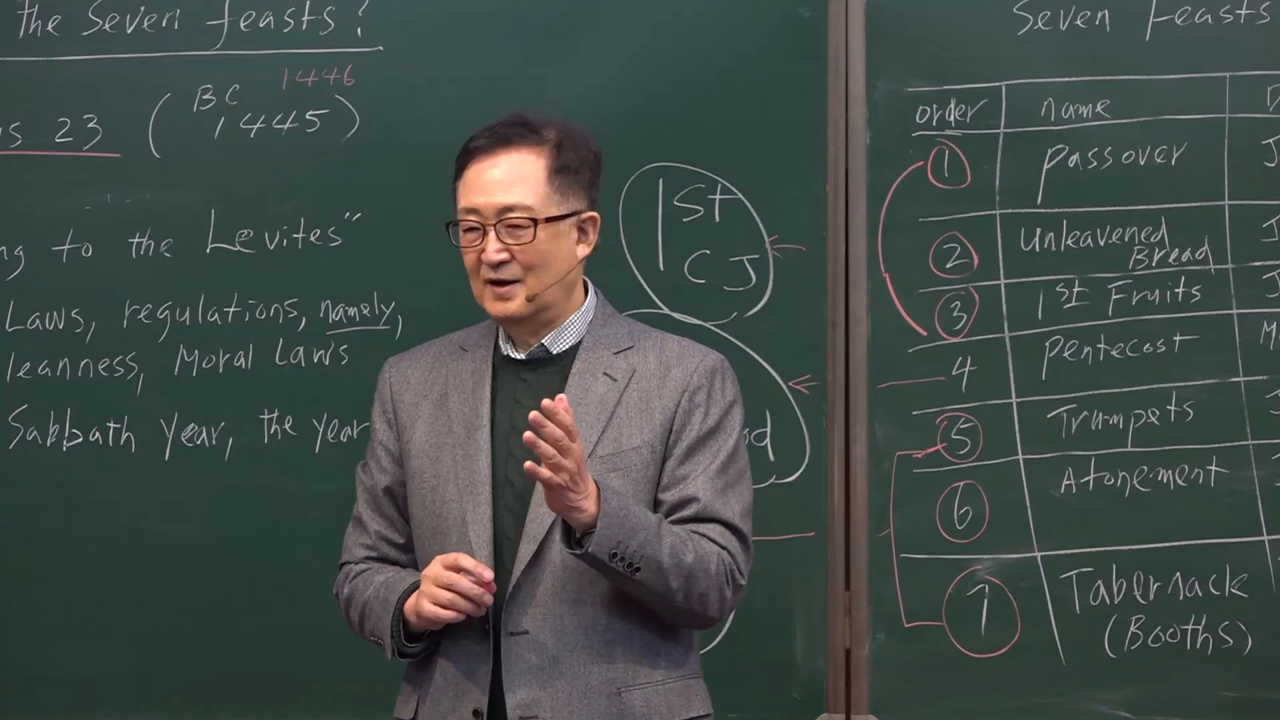 the Seven feasts?
BC 1446
s 23 ( 1445)
ng to the Levites"
Laws, regulations, namely,
leanness, Moral Laws
Sabbath year, the year
1st
CJ
od
Seven Feasts
order name
1 Passover J
2 Unleavened Bread J
3 1st Fruits J
4 Pentecost M
5 Trumpets
6 Atonement
7 Tabernack
(Booths)